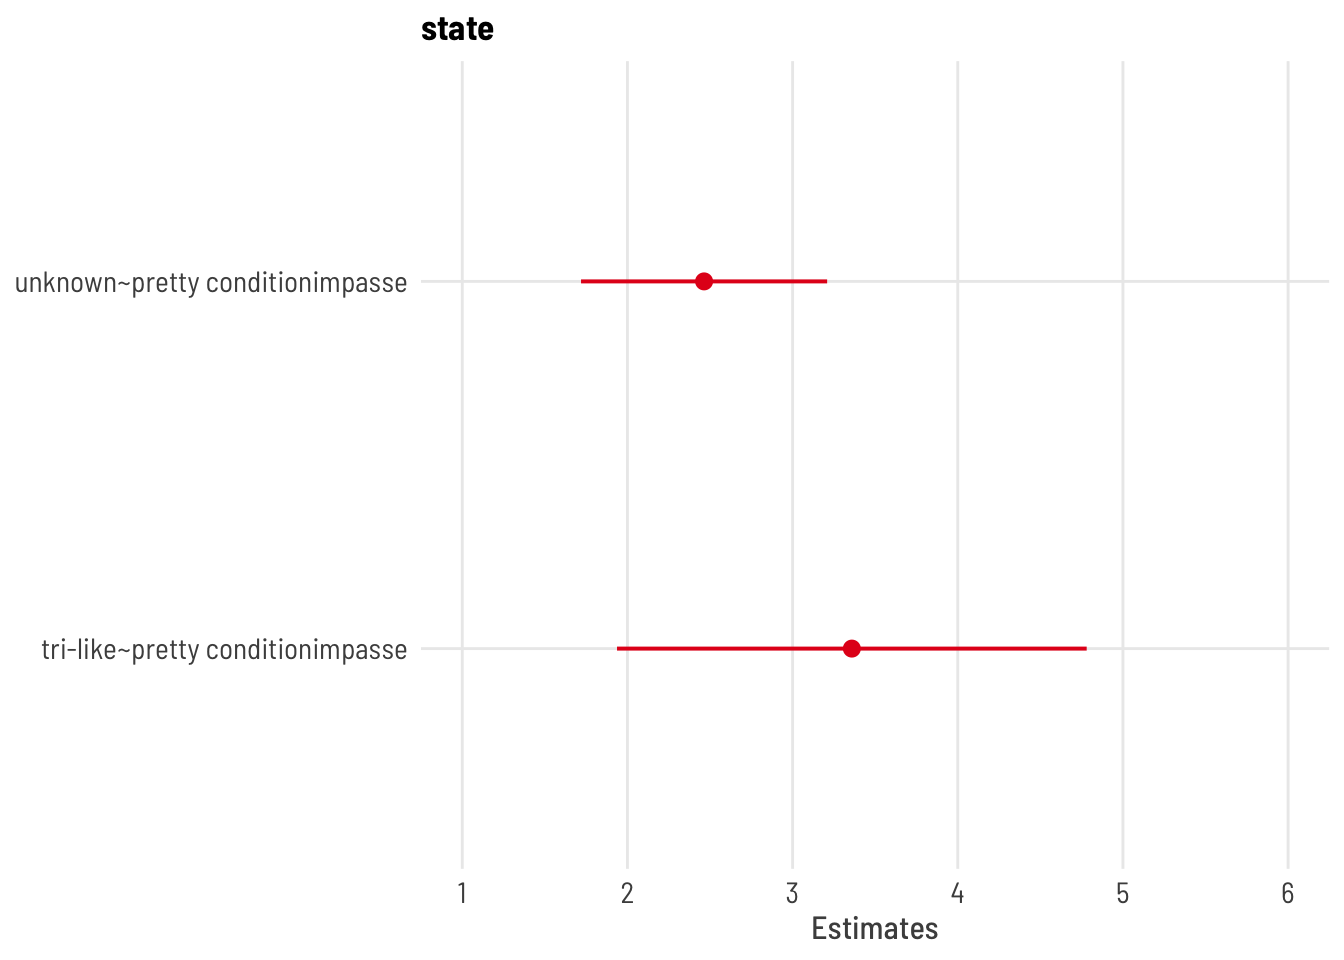 state
unknown~pretty conditionimpasse
tri-like~pretty conditionimpasse
1 2 3 4 5 6
Estimates